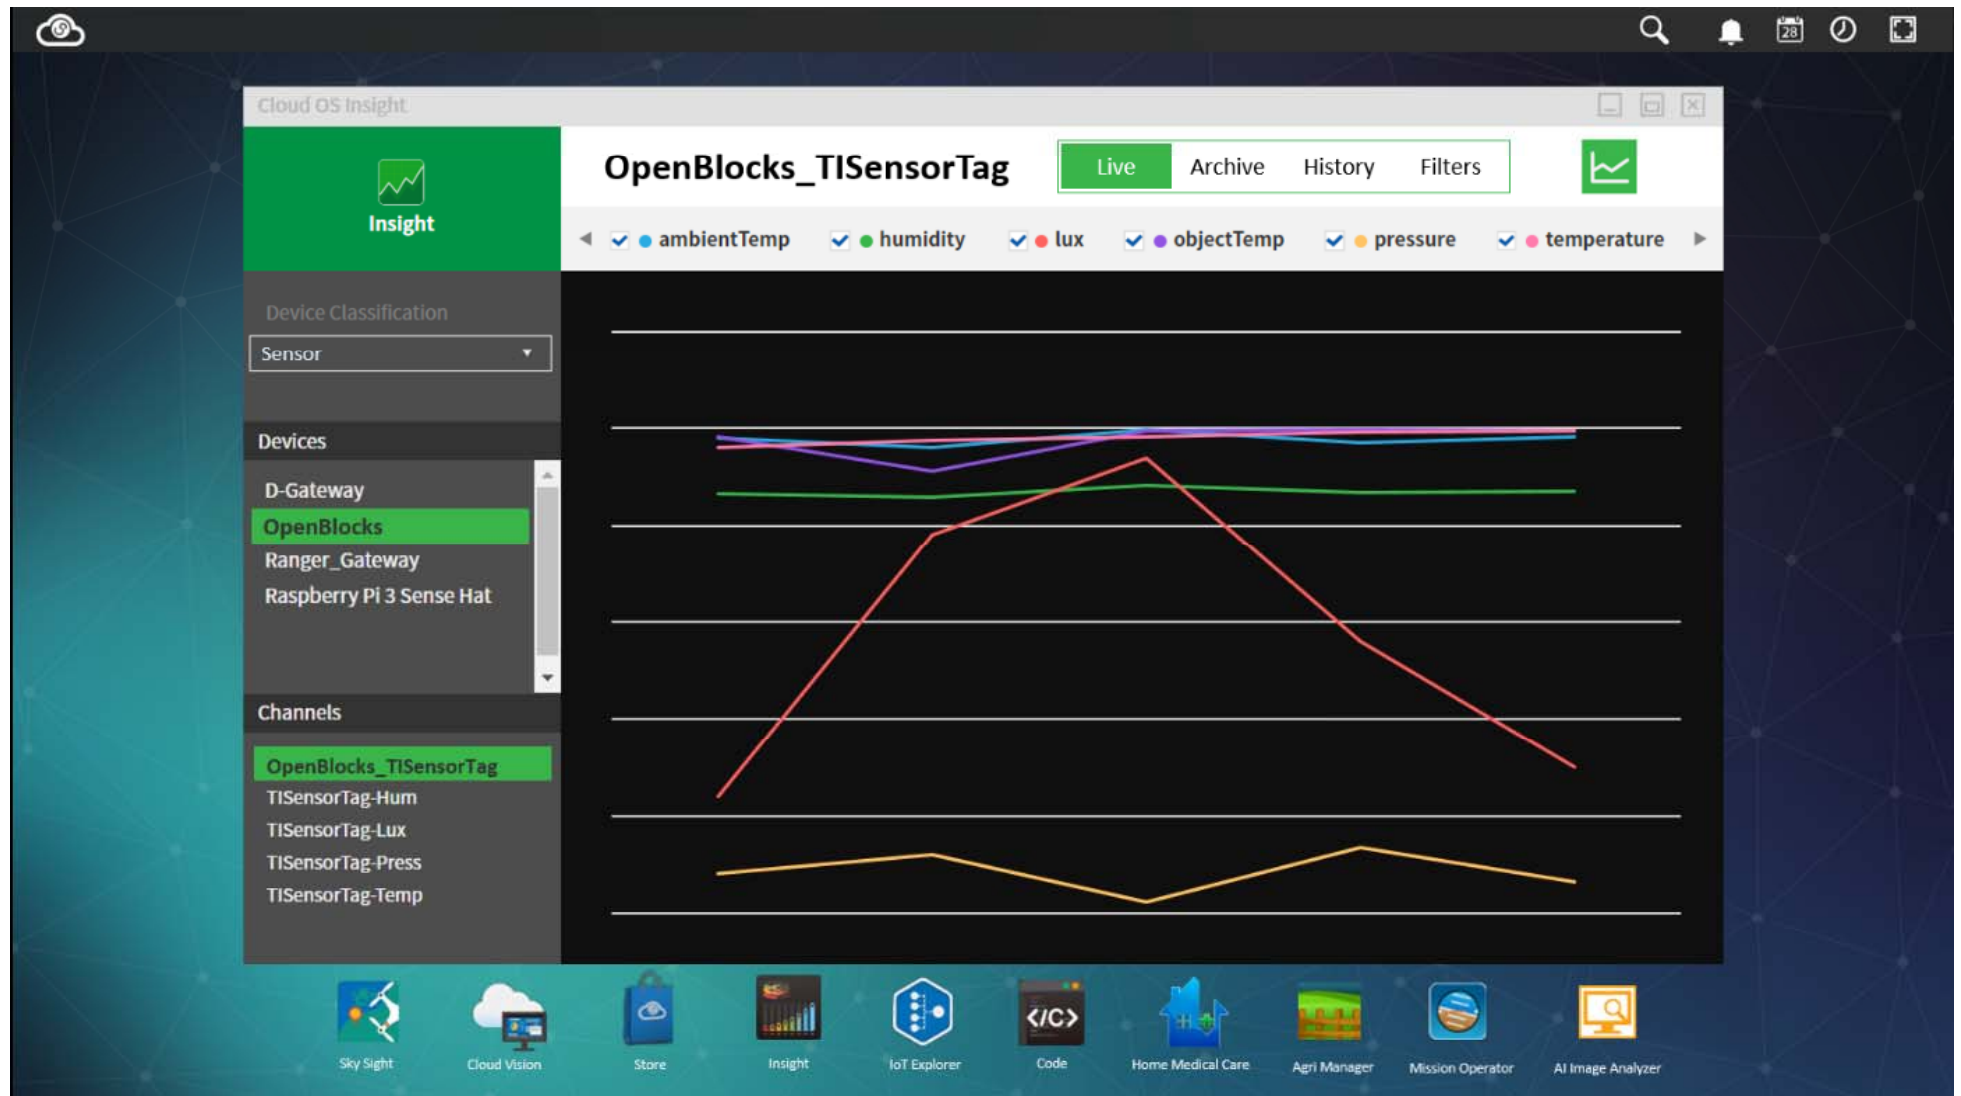 28
Cloud OS Insight
Insight
OpenBlocks_TISensorTag
Live Archive History Filters
ambientTemp humidity lux objectTemp pressure temperature
Device Classification
Sensor
Devices
D-Gateway
OpenBlocks
Ranger_Gateway
Raspberry Pi 3 Sense Hat
Channels
OpenBlocks_TISensorTag
TISensorTag-Hum
TISensorTag-Lux
TISensorTag-Press
TISensorTag-Temp
</C>
H
Sky Sight Cloud Vision Store Insight IoT Explorer Code Home Medical Care Agri Manager Mission Operator AI Image Analyzer